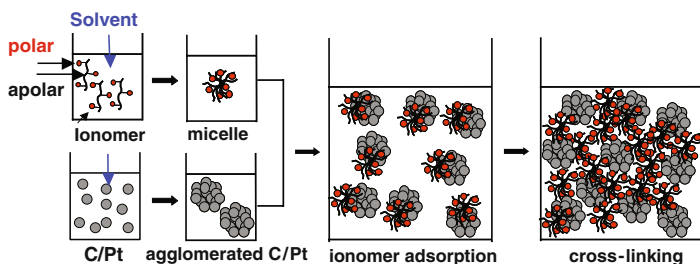 Solvent
polar
apolar
Ionomer
micelle
C/Pt
agglomerated C/Pt
ionomer adsorption
cross-linking